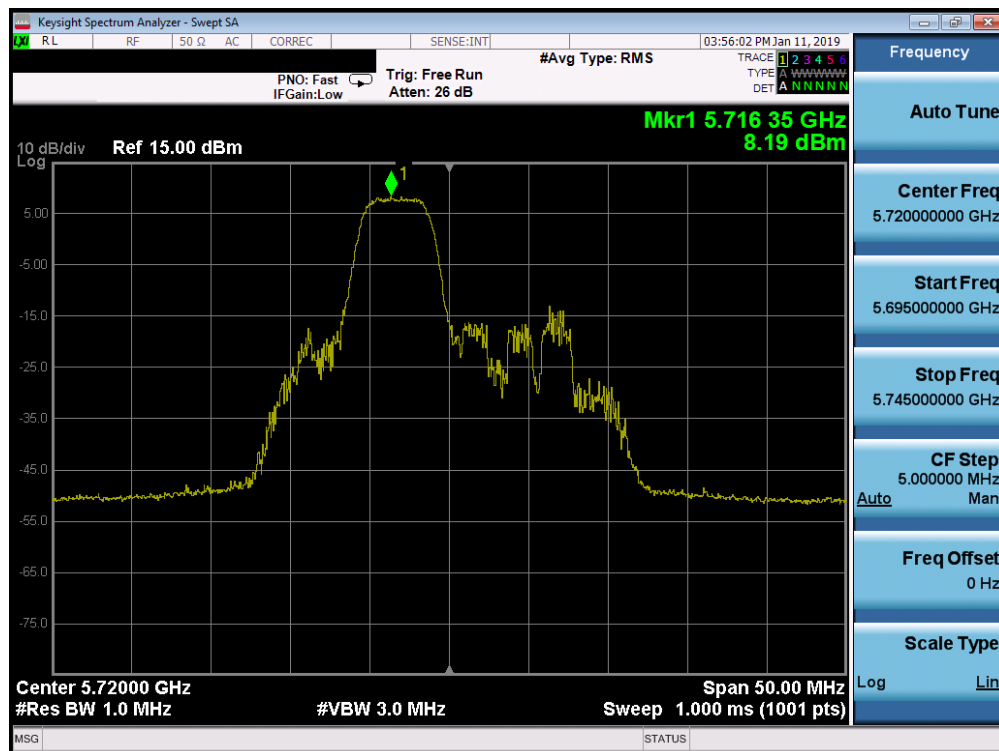 Keysight Spectrum Analyzer - Swept SA
LXI RL RF 50 Ω AC CORREC SENSE:INT 03:56:02 PM Jan 11, 2019
PNO: Fast
IFGain:Low
Trig: Free Run
Atten: 26 dB
#Avg Type: RMS
TRACE 1 2 3 4 5 6
TYPE A WWWWW
DET A N N N N N
Mkr1 5.716 35 GHz
8.19 dBm
10 dB/div Ref 15.00 dBm
Log
1
5.00
-5.00
-15.0
-25.0
-35.0
-45.0
-55.0
-65.0
-75.0
Center 5.72000 GHz Span 50.00 MHz
#Res BW 1.0 MHz #VBW 3.0 MHz Sweep 1.000 ms (1001 pts)
MSG STATUS
Frequency
Auto Tune
Center Freq
5.720000000 GHz
Start Freq
5.695000000 GHz
Stop Freq
5.745000000 GHz
CF Step
5.000000 MHz
Auto Man
Freq Offset
0 Hz
Scale Type
Log Lin